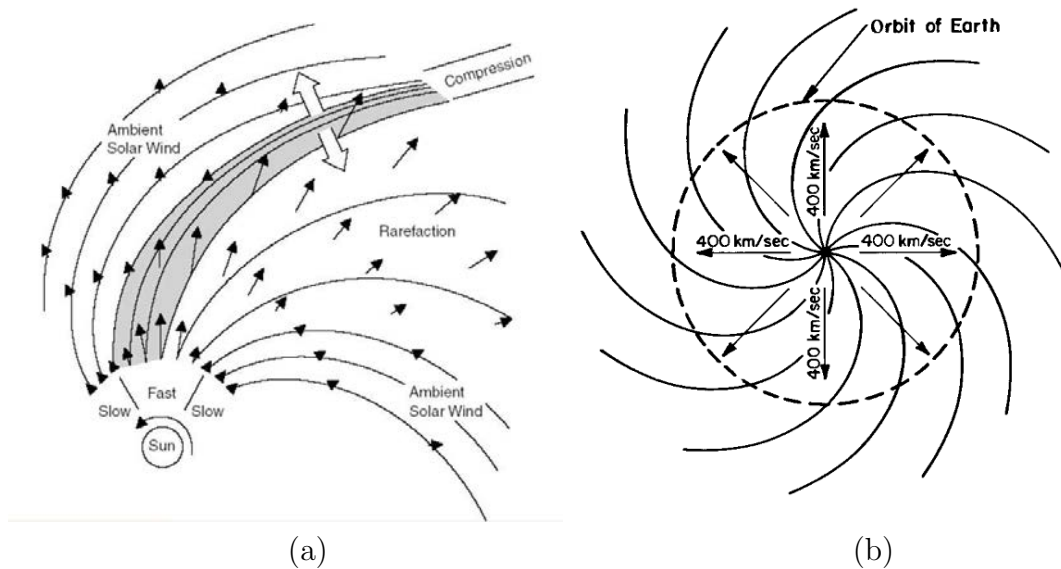 Compression
Ambient
Solar Wind
Rarefaction
Fast
Slow
Slow
Sun
Ambient
Solar Wind
(a)
Orbit of Earth
400 km/sec
400 km/sec
400 km/sec
400 km/sec
(b)